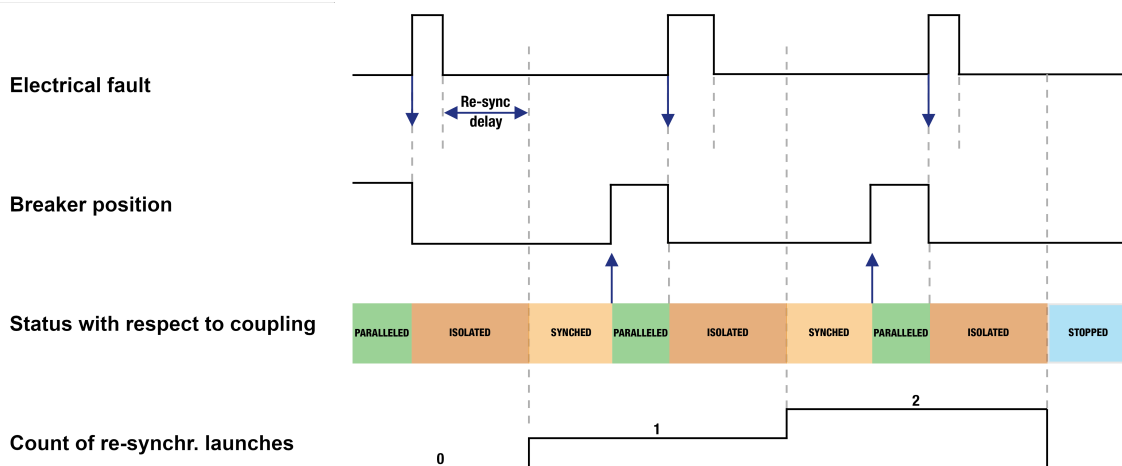 Electrical fault
Re-sync
delay
Breaker position
Status with respect to coupling
PARALLELED ISOLATED SYNCHED PARALLELED ISOLATED SYNCHED PARALLELED ISOLATED STOPPED
Count of re-synchr. launches
0 1 2